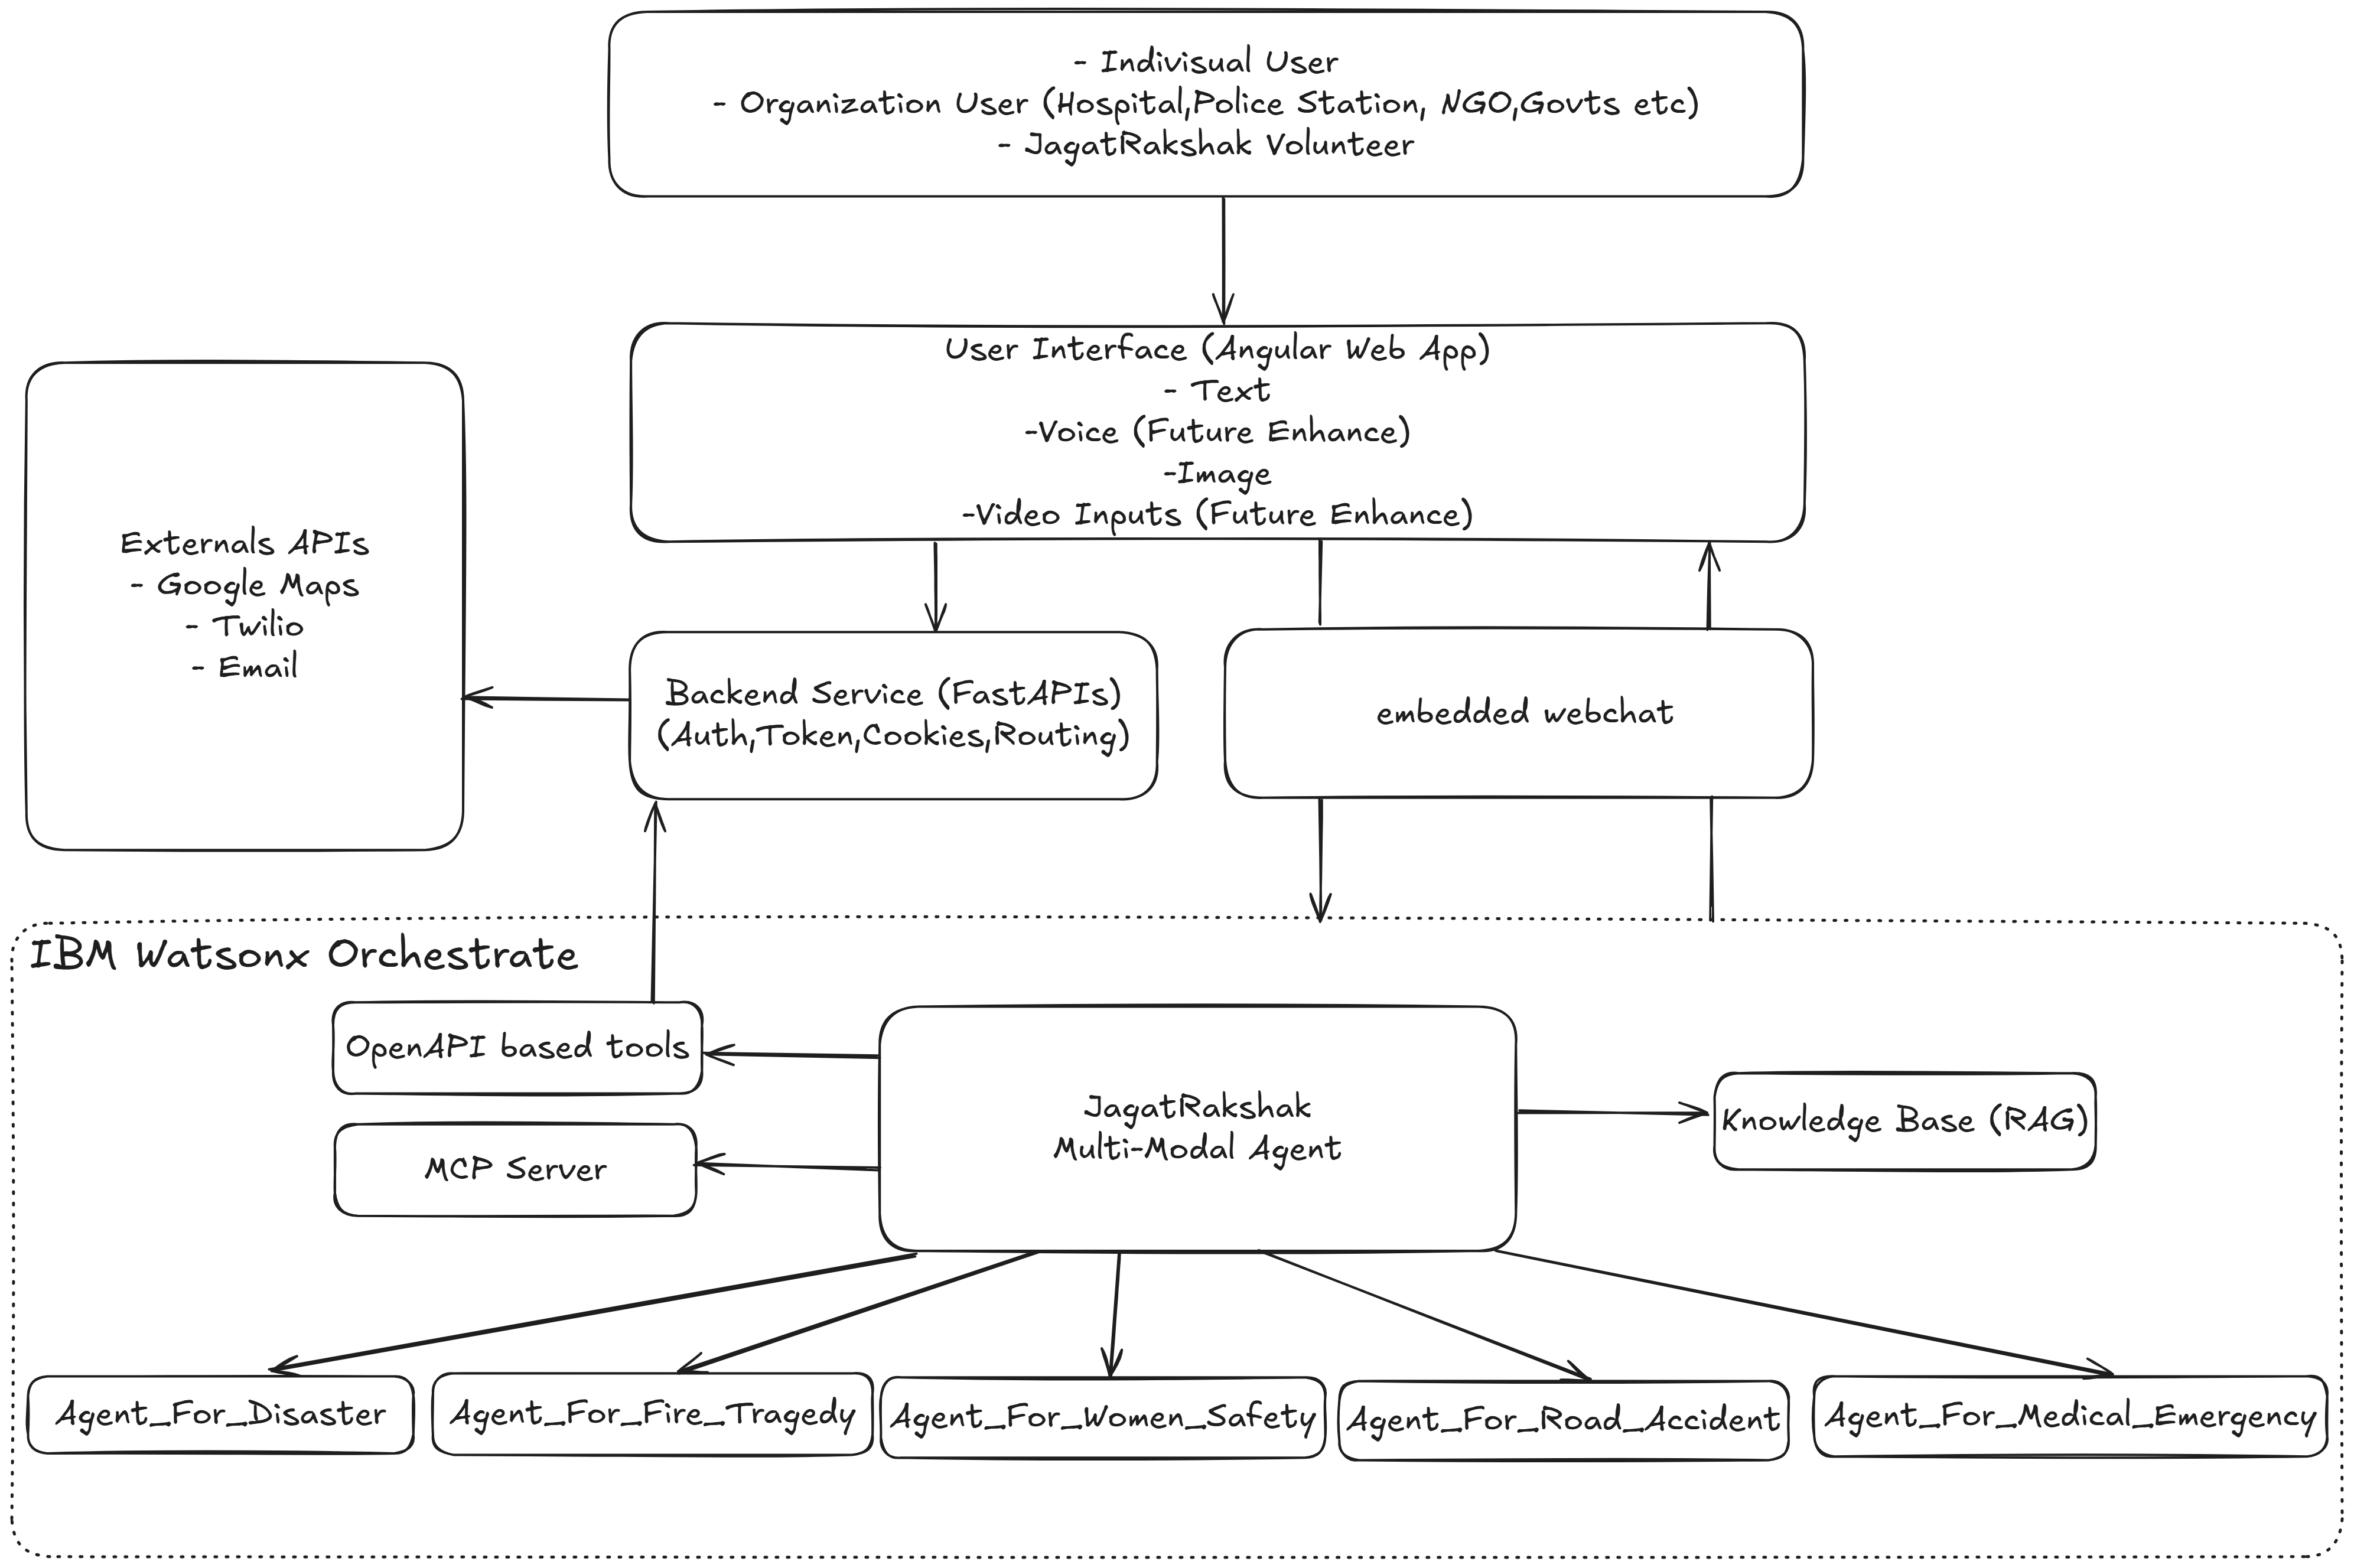 - Indivisual User
- Organization User (Hospital,Police Station, NGO,Govts etc)
- JagatRakshak Volunteer
User Interface (Angular Web App)
- Text
-Voice (Future Enhance)
-Image
-Video Inputs (Future Enhance)
Externals APIs
- Google Maps
- Twilio
- Email
Backend Service (FastAPIs)
(Auth,Token,Cookies,Routing)
embedded webchat
IBM Watsonx Orchestrate
OpenAPI based tools
MCP Server
JagatRakshak
Multi-Modal Agent
Knowledge Base (RAG)
Agent_For_Disaster
Agent_For_Fire_Tragedy
Agent_For_Women_Safety
Agent_For_Road_Accident
Agent_For_Medical_Emergency